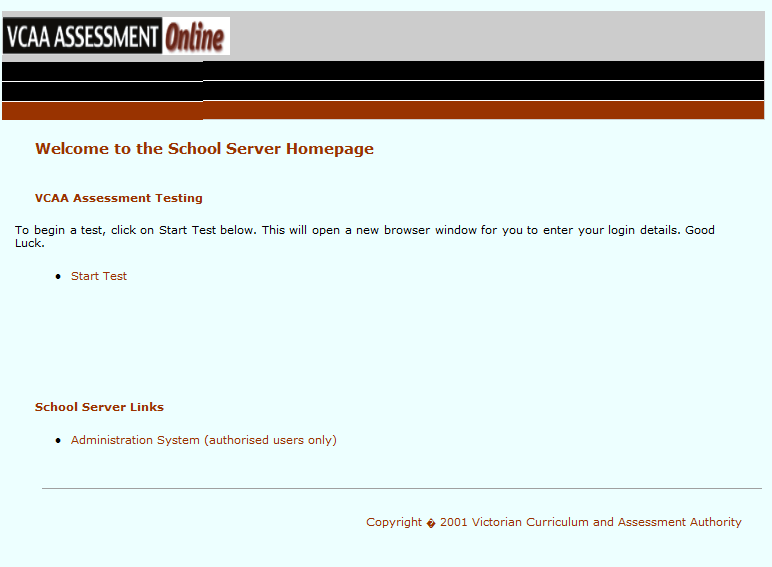 VCAA ASSESSMENT Online
Welcome to the School Server Homepage
VCAA Assessment Testing
To begin a test, click on Start Test below. This will open a new browser window for you to enter your login details. Good
Luck.
• Start Test
School Server Links
• Administration System (authorised users only)
Copyright � 2001 Victorian Curriculum and Assessment Authority